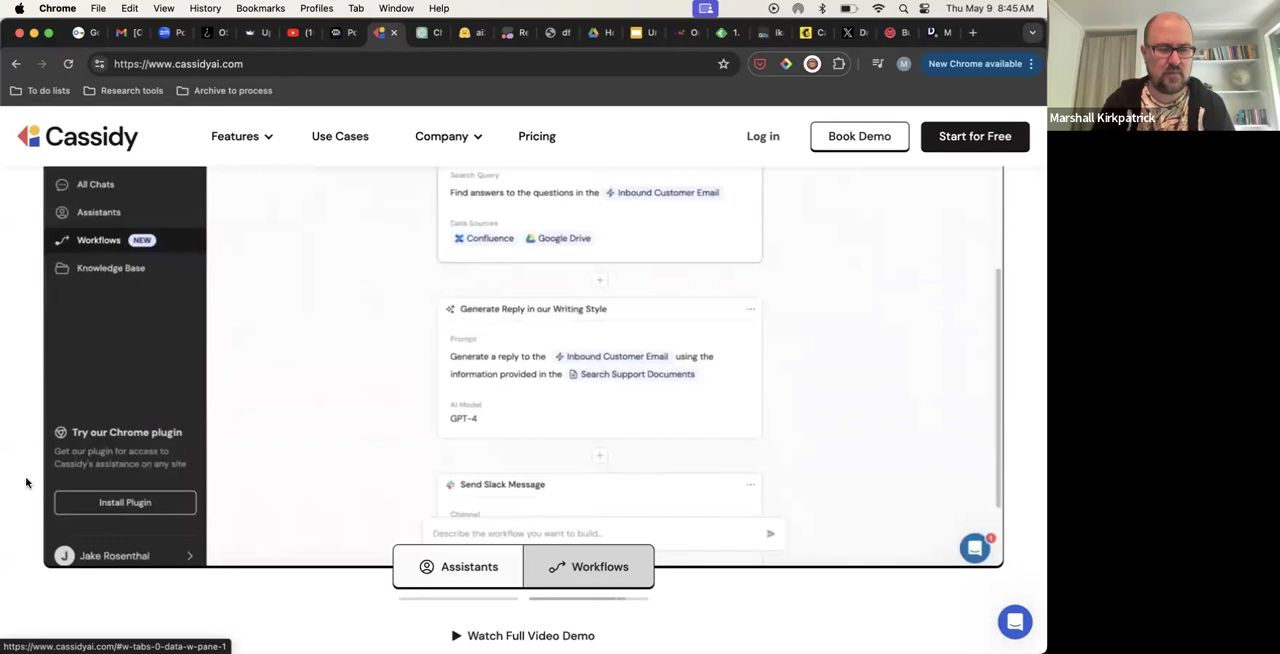 Chrome File Edit View History Bookmarks Profiles Tab Window Help Thu May 9 8:45 AM
https://www.cassidyai.com
New Chrome available
To do lists Research tools Archive to process
Marshall Kirkpatrick
Cassidy
Features Use Cases Company Pricing Log in Book Demo Start for Free
All Chats
Assistants
Workflows NEW
Knowledge Base
Search Query
Find answers to the questions in the Inbound Customer Email
Data Sources
Confluence Google Drive
Generate Reply in our Writing Style
Prompt
Generate a reply to the Inbound Customer Email using the
information provided in the Search Support Documents
AI Model
GPT-4
Send Slack Message
Channel
Describe the workflow you want to build...
Try our Chrome plugin
Get our plugin for access to
Cassidy's assistance on any site
Install Plugin
J Jake Rosenthal
1
Assistants Workflows
Watch Full Video Demo
https://www.cassidyai.com/#w-tabs-0-data-w-pane-1